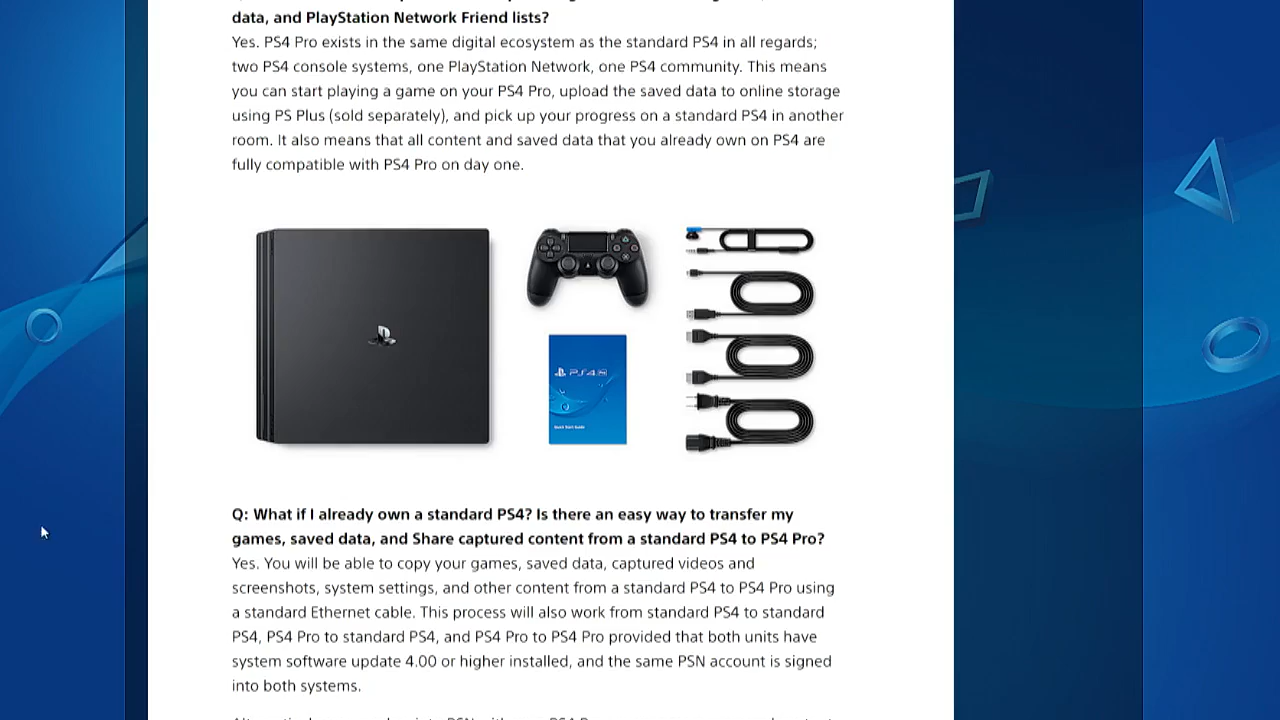 data, and PlayStation Network Friend lists?
Yes. PS4 Pro exists in the same digital ecosystem as the standard PS4 in all regards;
two PS4 console systems, one PlayStation Network, one PS4 community. This means
you can start playing a game on your PS4 Pro, upload the saved data to online storage
using PS Plus (sold separately), and pick up your progress on a standard PS4 in another
room. It also means that all content and saved data that you already own on PS4 are
fully compatible with PS4 Pro on day one.
PS4 PRO
Quick Start Guide
Q: What if I already own a standard PS4? Is there an easy way to transfer my
games, saved data, and Share captured content from a standard PS4 to PS4 Pro?
Yes. You will be able to copy your games, saved data, captured videos and
screenshots, system settings, and other content from a standard PS4 to PS4 Pro using
a standard Ethernet cable. This process will also work from standard PS4 to standard
PS4, PS4 Pro to standard PS4, and PS4 Pro to PS4 Pro provided that both units have
system software update 4.00 or higher installed, and the same PSN account is signed
into both systems.